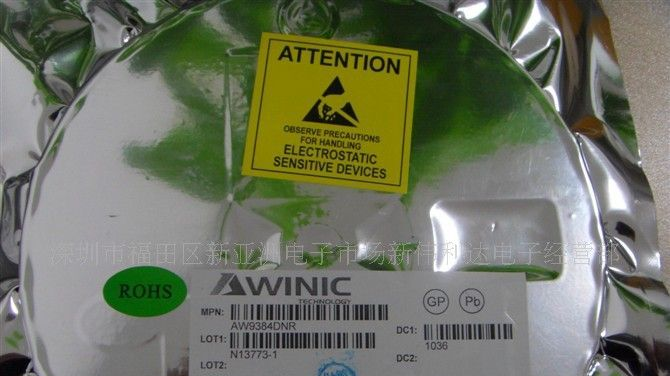 ATTENTION
OBSERVE PRECAUTIONS
FOR HANDLING
ELECTROSTATIC
SENSITIVE DEVICES
深圳市福田区新亚洲电子市场新伟利达电子经营部
ROHS
AWINIC
TECHNOLOGY
GP Pb
MPN:
AW9384DNR
LOT1: DC1:
N13773-1 1036
LOT2: DC2: